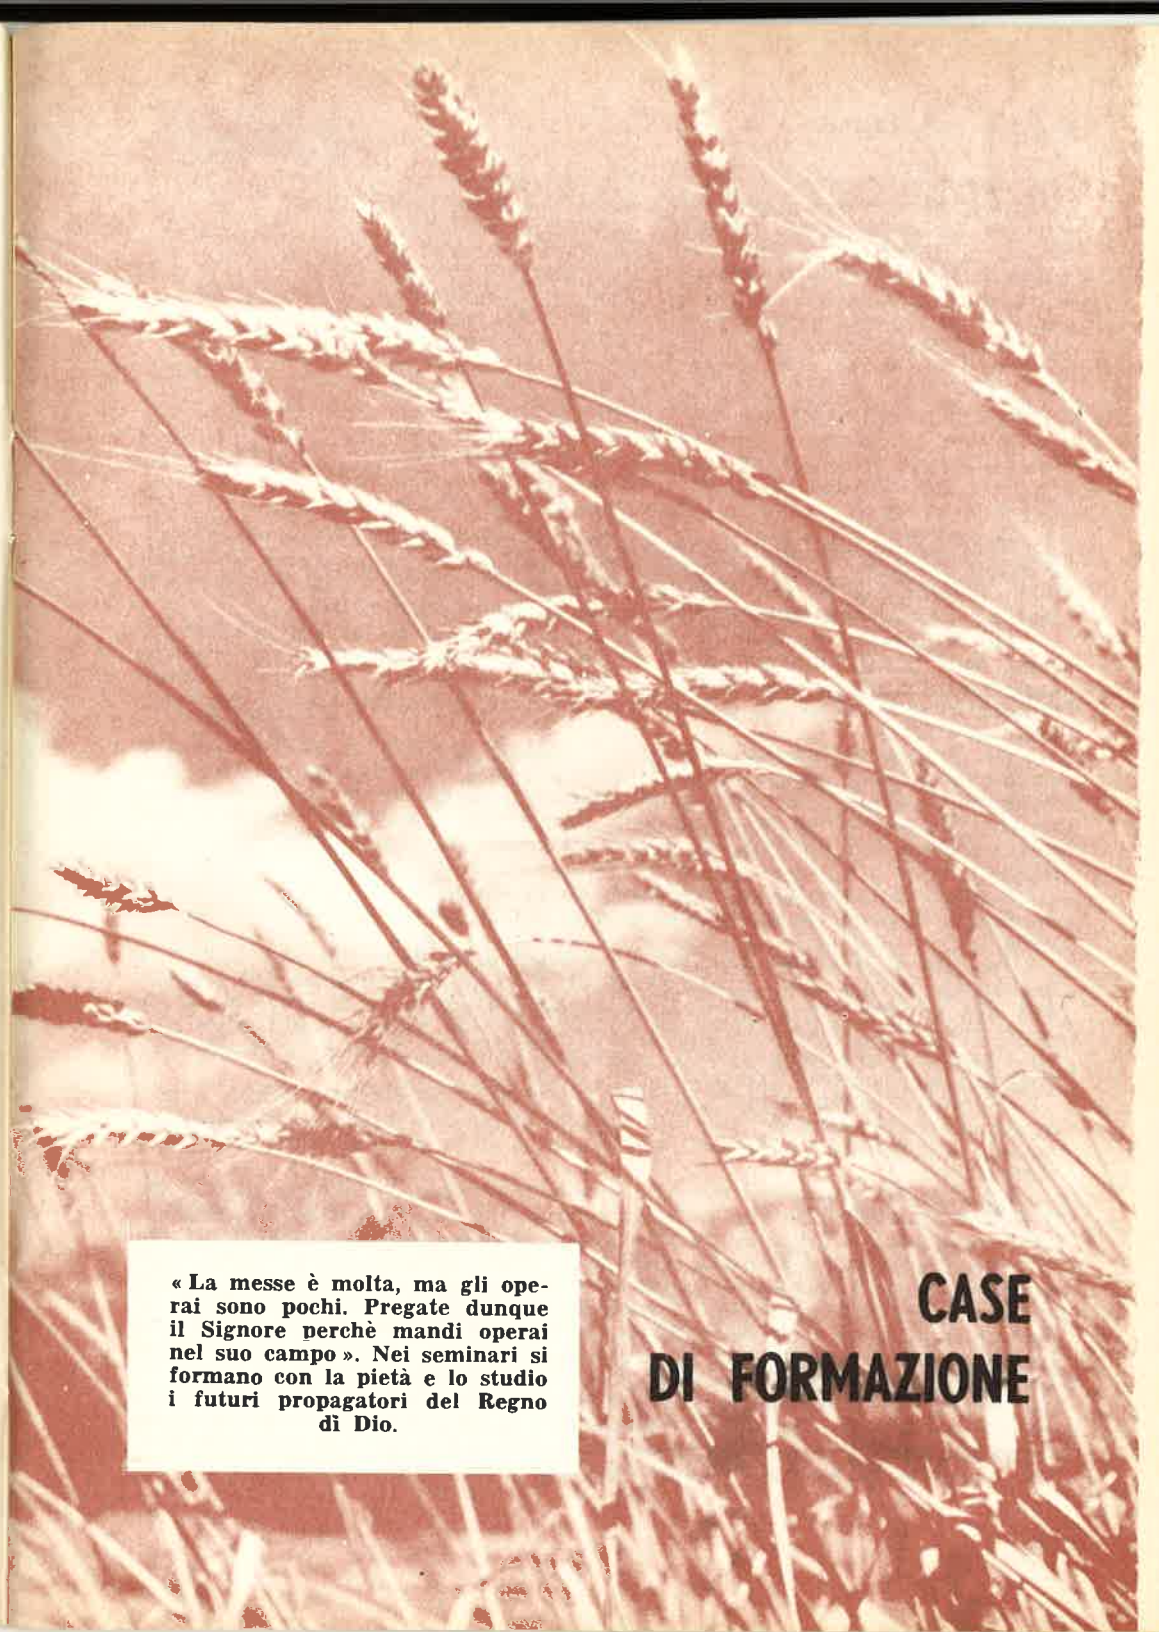 « La messe è molta, ma gli ope-
rai sono pochi. Pregate dunque
il Signore perchè mandi operai
nel suo campo ». Nei seminari si
formano con la pietà e lo studio
i futuri propagatori del Regno
dì Dio.
CASE
DI FORMAZIONE